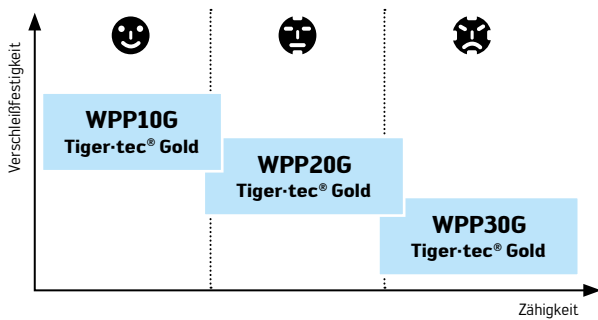 Verschleißfestigkeit
WPP10G
Tiger·tec® Gold
WPP20G
Tiger·tec® Gold
WPP30G
Tiger·tec® Gold
Zähigkeit